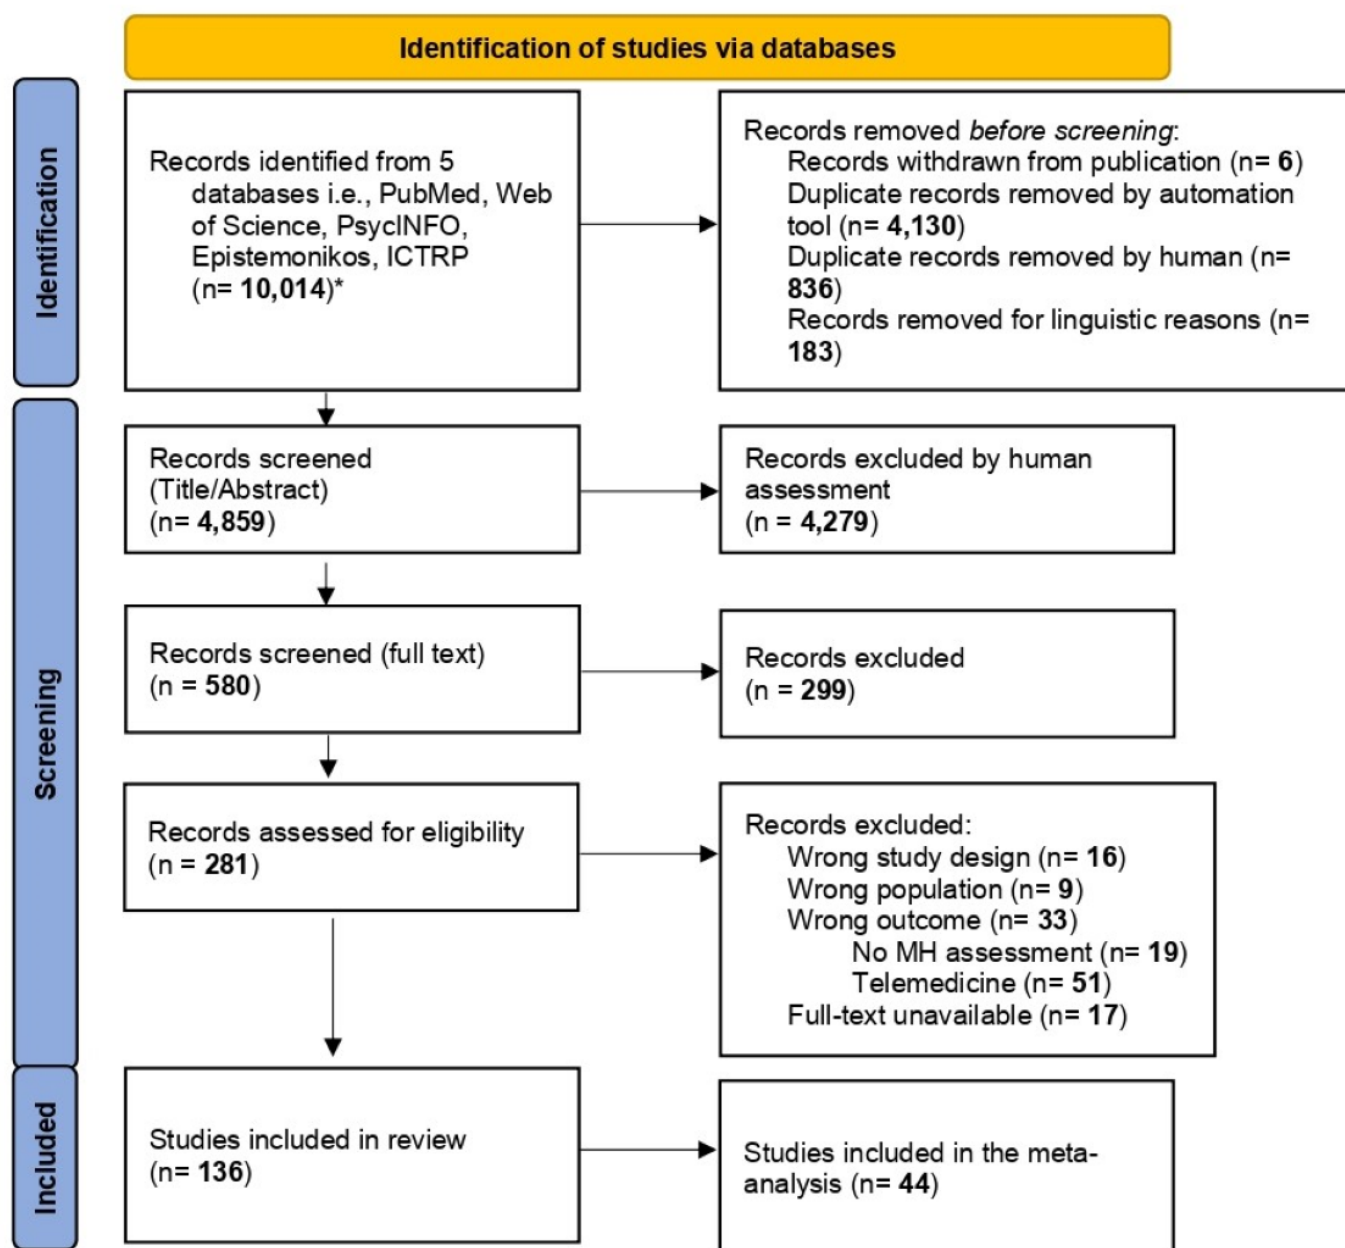 Identification of studies via databases
Identification
Records identified from 5
databases i.e., PubMed, Web
of Science, PsycINFO,
Epistemonikos, ICTRP
(n= 10,014)*
Records removed before screening:
Records withdrawn from publication (n= 6)
Duplicate records removed by automation
tool (n= 4,130)
Duplicate records removed by human (n=
836)
Records removed for linguistic reasons (n=
183)
Screening
Records screened
(Title/Abstract)
(n= 4,859)
Records excluded by human
assessment
(n = 4,279)
Records screened (full text)
(n = 580)
Records excluded
(n = 299)
Records assessed for eligibility
(n = 281)
Records excluded:
Wrong study design (n= 16)
Wrong population (n= 9)
Wrong outcome (n= 33)
No MH assessment (n= 19)
Telemedicine (n= 51)
Full-text unavailable (n= 17)
Included
Studies included in review
(n= 136)
Studies included in the meta-
analysis (n= 44)